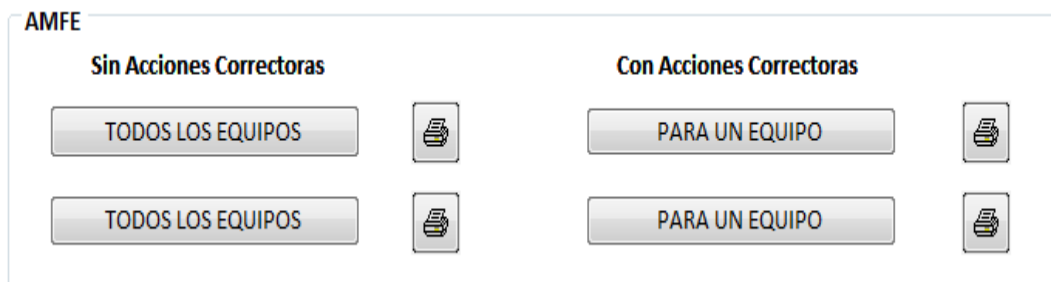 AMFE
Sin Acciones Correctoras Con Acciones Correctoras
TODOS LOS EQUIPOS PARA UN EQUIPO
TODOS LOS EQUIPOS PARA UN EQUIPO